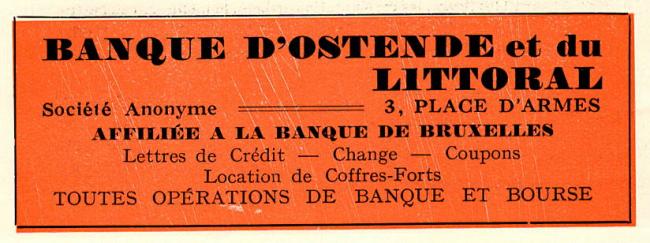 BANQUE D'OSTENDE et du
LITTORAL
Société Anonyme 3, PLACE D'ARMES
AFFILIÉE A LA BANQUE DE BRUXELLES
Lettres de Crédit — Change — Coupons
Location de Coffres-Forts
TOUTES OPÉRATIONS DE BANQUE ET BOURSE